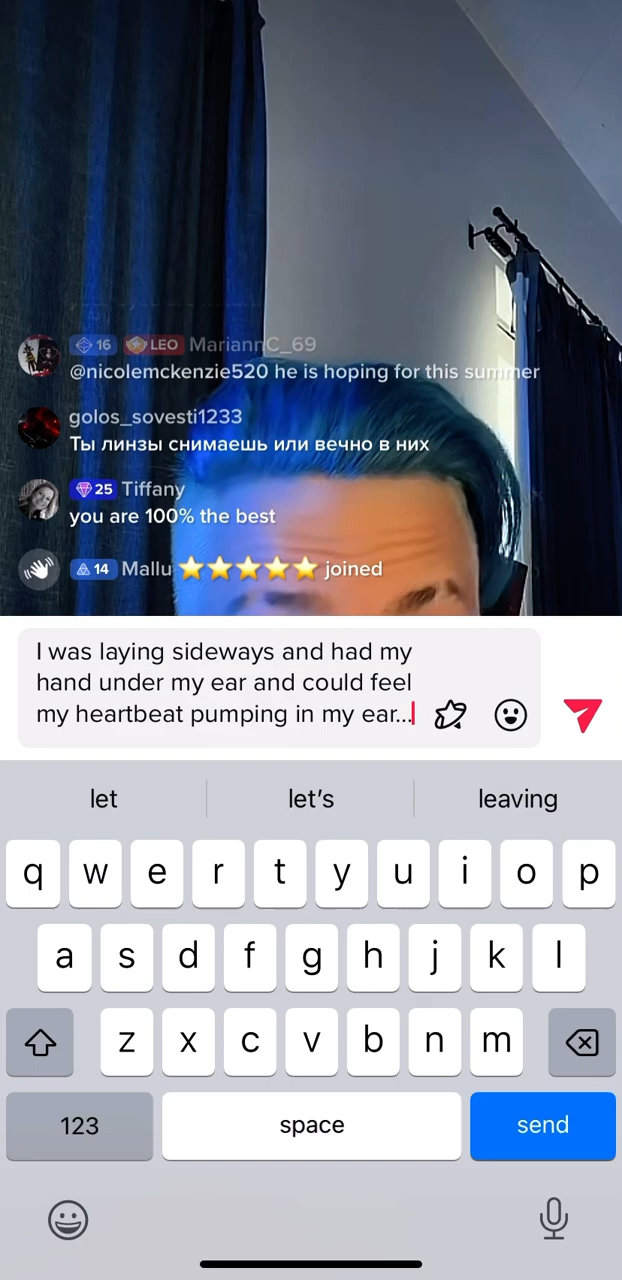 16 LEO MariannC_69
@nicolemckenzie520 he is hoping for this summer
golos_sovesti1233
Ты линзы снимаешь или вечно в них
25 Tiffany
you are 100% the best
14 Mallu ⭐⭐⭐⭐⭐ joined
I was laying sideways and had my
hand under my ear and could feel
my heartbeat pumping in my ear...
let let's leaving
q w e r t y u i o p
a s d f g h j k l
z x c v b n m
123 space send